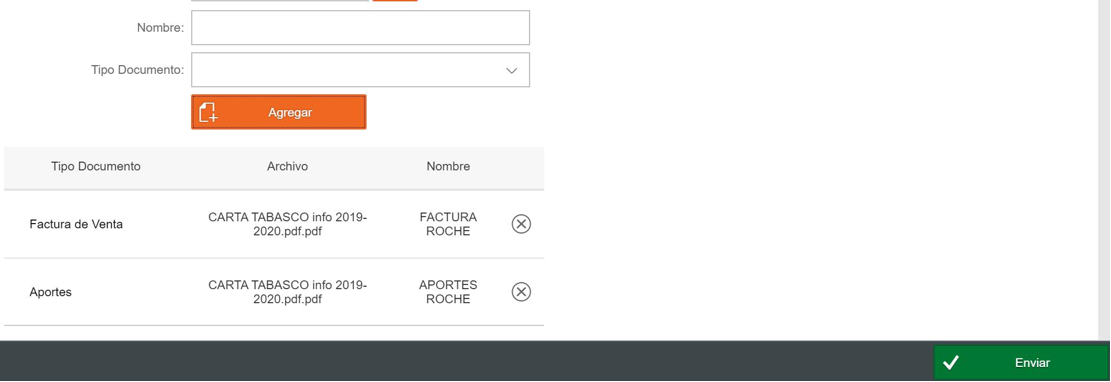 Nombre:
Tipo Documento:
Agregar
Tipo Documento Archivo Nombre
Factura de Venta
CARTA TABASCO info 2019-
2020.pdf.pdf
FACTURA
ROCHE
Aportes
CARTA TABASCO info 2019-
2020.pdf.pdf
APORTES
ROCHE
Enviar